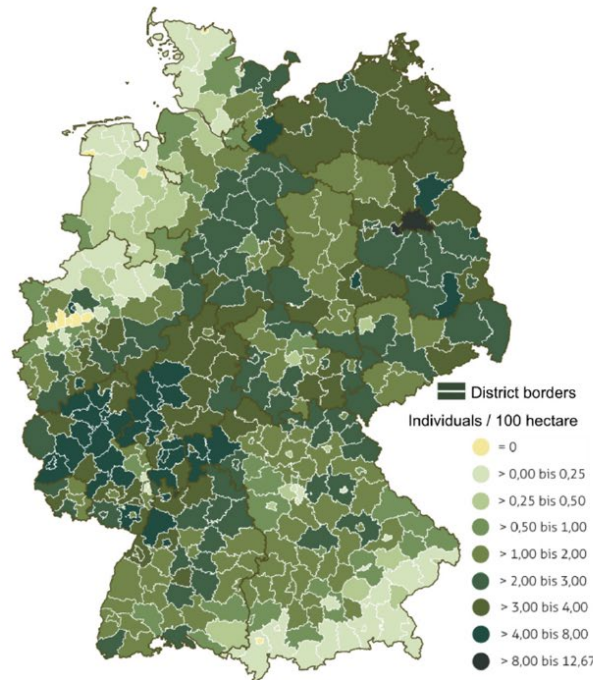 District borders
Individuals / 100 hectare
= 0
> 0,00 bis 0,25
> 0,25 bis 0,50
> 0,50 bis 1,00
> 1,00 bis 2,00
> 2,00 bis 3,00
> 3,00 bis 4,00
> 4,00 bis 8,00
> 8,00 bis 12,67